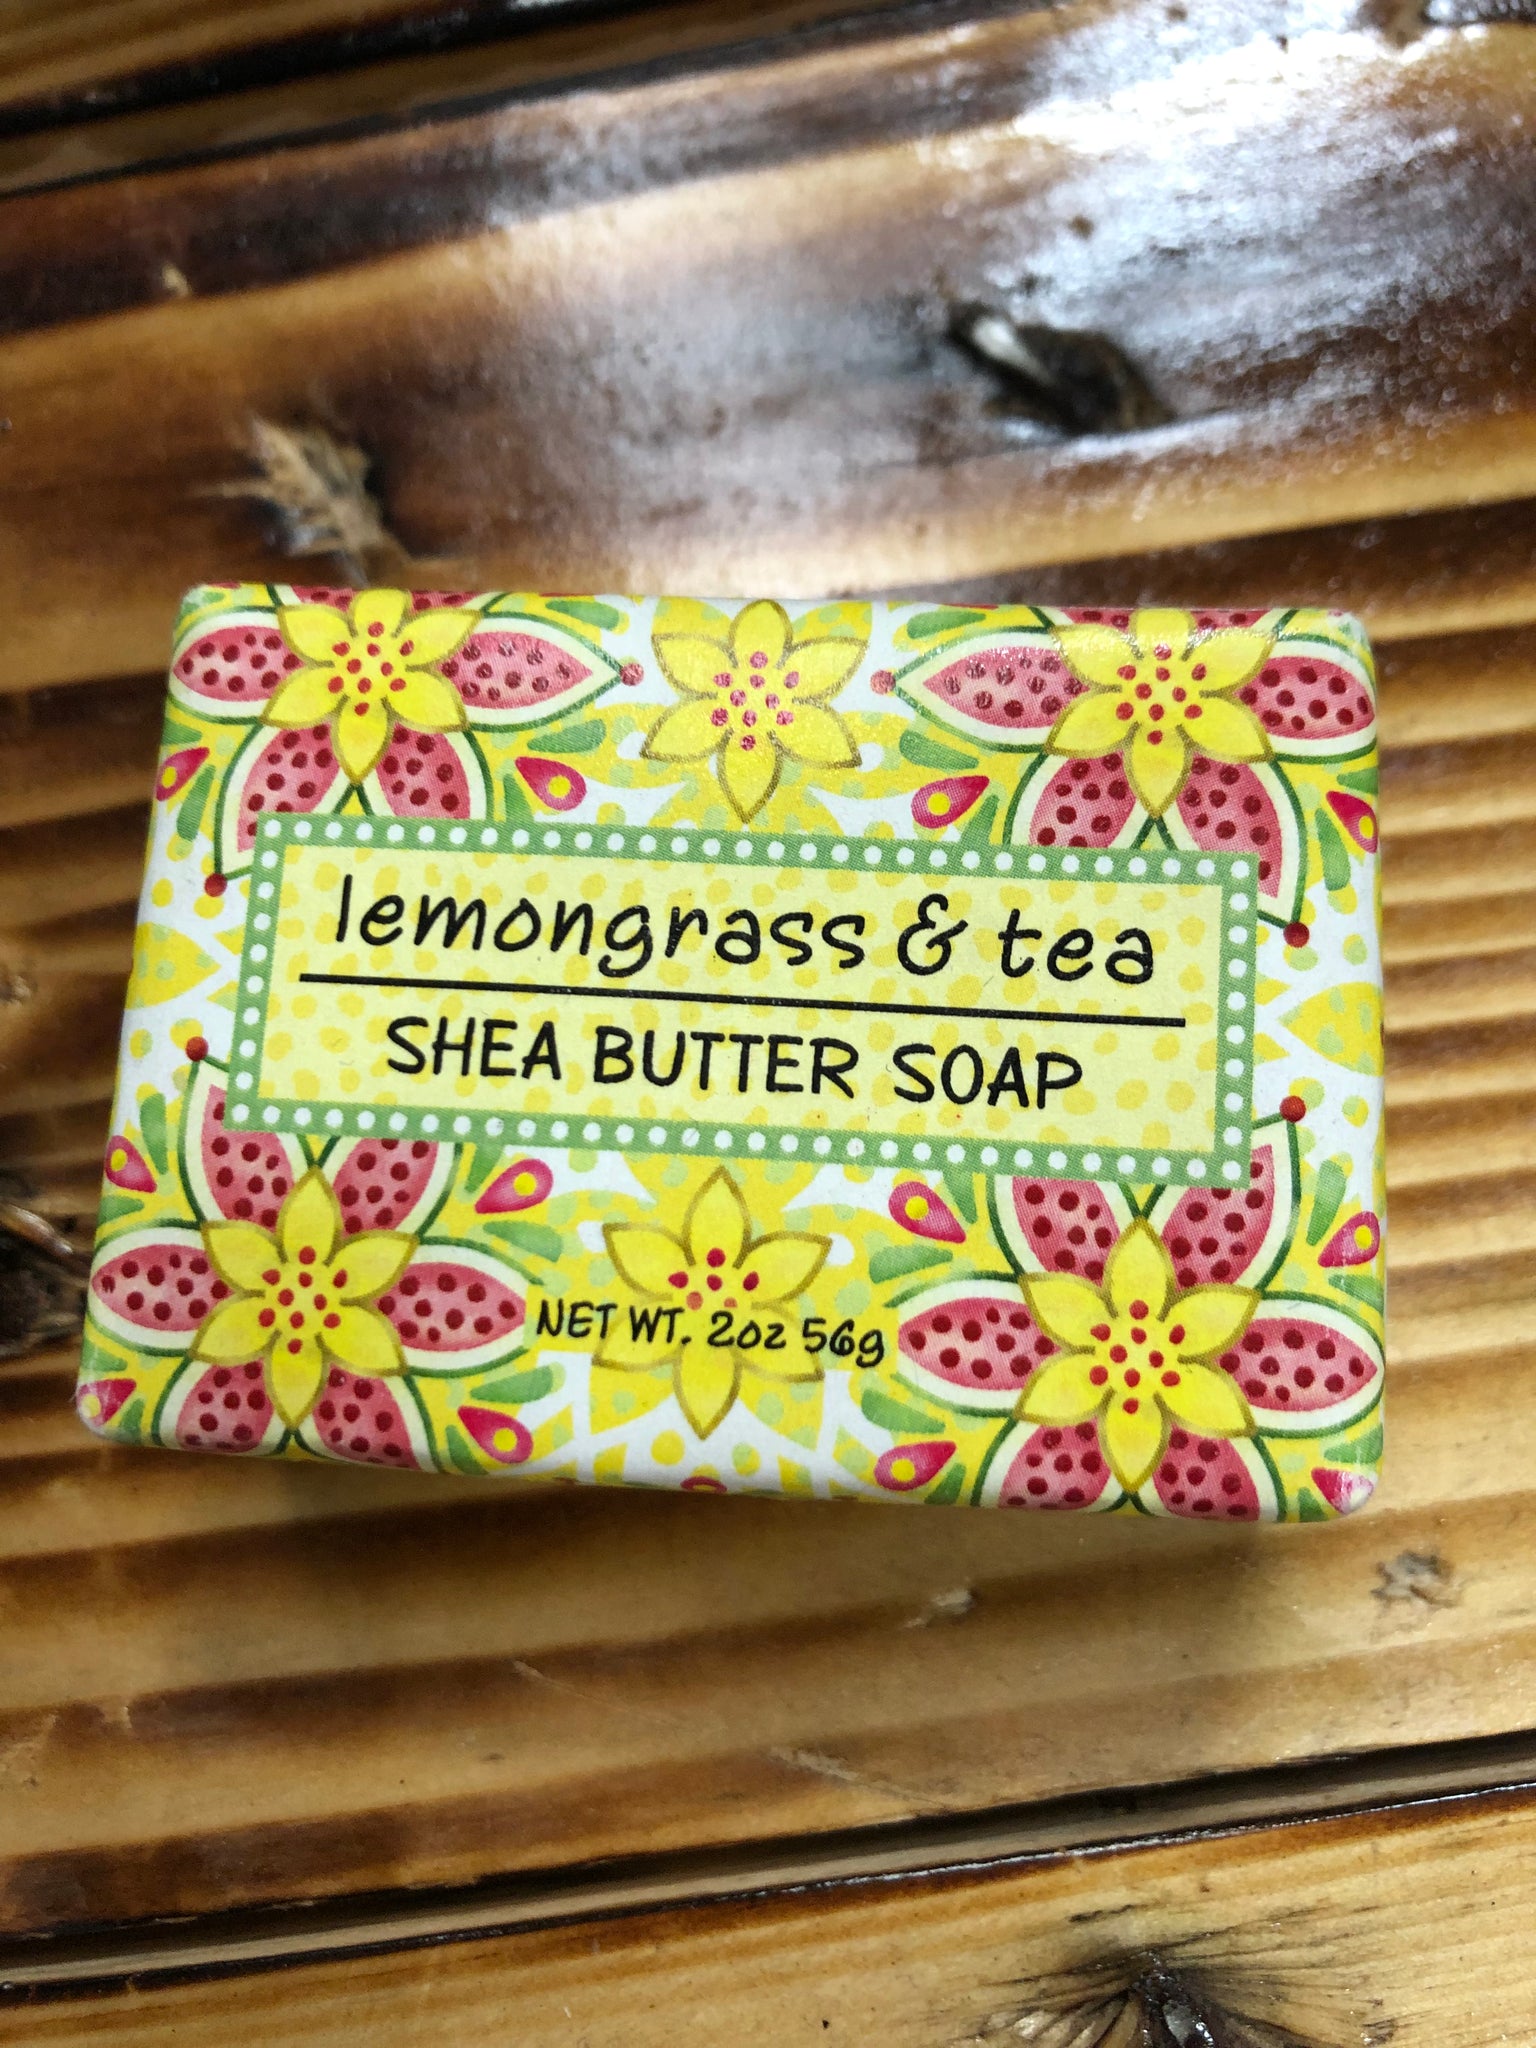 lemongrass & tea
SHEA BUTTER SOAP
NET WT. 2oz 56g